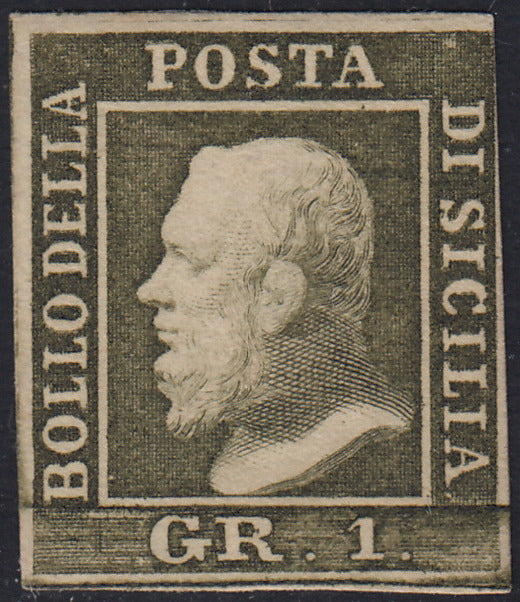 BOLLO DELLA
POSTA
DI SICILIA
GR. 1.